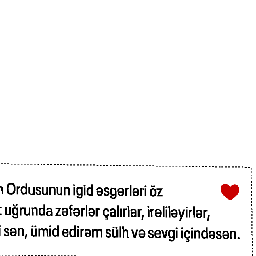 Ordusunun igid əsgərləri öz
uğrunda zəfərlər çalırlar, irəliləyirlər,
sən, ümid edirəm sülh və sevgi içindəsən.